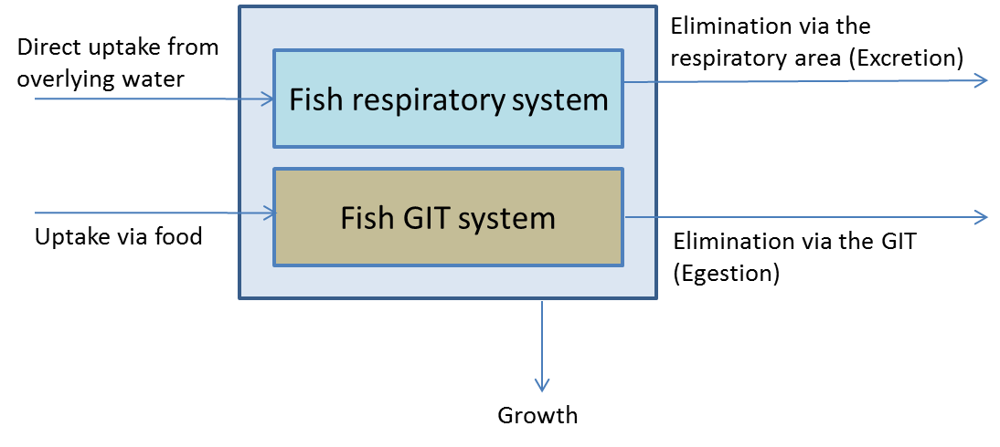 Direct uptake from
overlying water
Elimination via the
respiratory area (Excretion)
Fish respiratory system
Fish GIT system
Uptake via food
Elimination via the GIT
(Egestion)
Growth